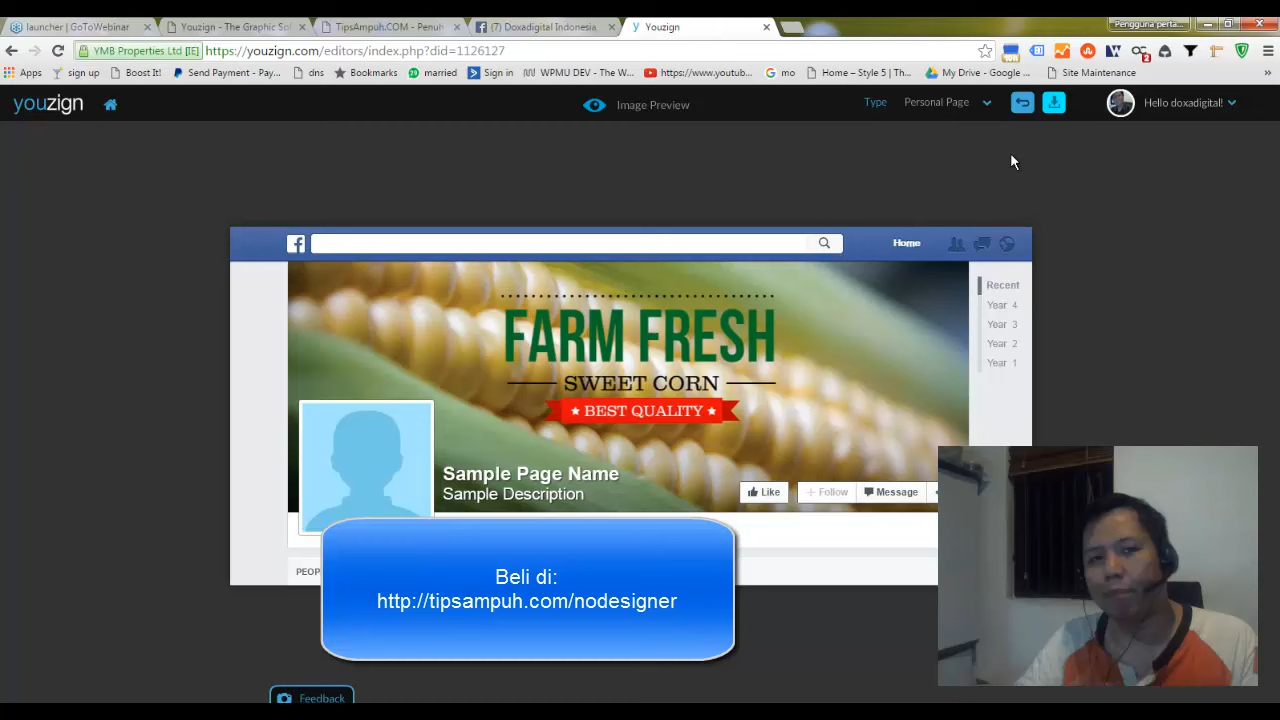 launcher | GoToWebinar
Youzign - The Graphic Sol
TipsAmpuh.COM - Penuh
(7) Doxadigital Indonesia
Youzign
Pengguna perta...
YMB Properties Ltd [IE]
https://youzign.com/editors/index.php?did=1126127
Apps
sign up
Boost It!
Send Payment - Pay...
dns
Bookmarks
married
Sign in
WPMU DEV - The W...
https://www.youtub...
mo
Home – Style 5 | Th...
My Drive - Google ...
Site Maintenance
»
youzign
Image Preview
Type
Personal Page
Hello doxadigital!
Home
Recent
Year 4
Year 3
Year 2
Year 1
FARM FRESH
SWEET CORN
BEST QUALITY
Sample Page Name
Sample Description
Like
+ Follow
Message
PEOP
Beli di:
http://tipsampuh.com/nodesigner
Feedback